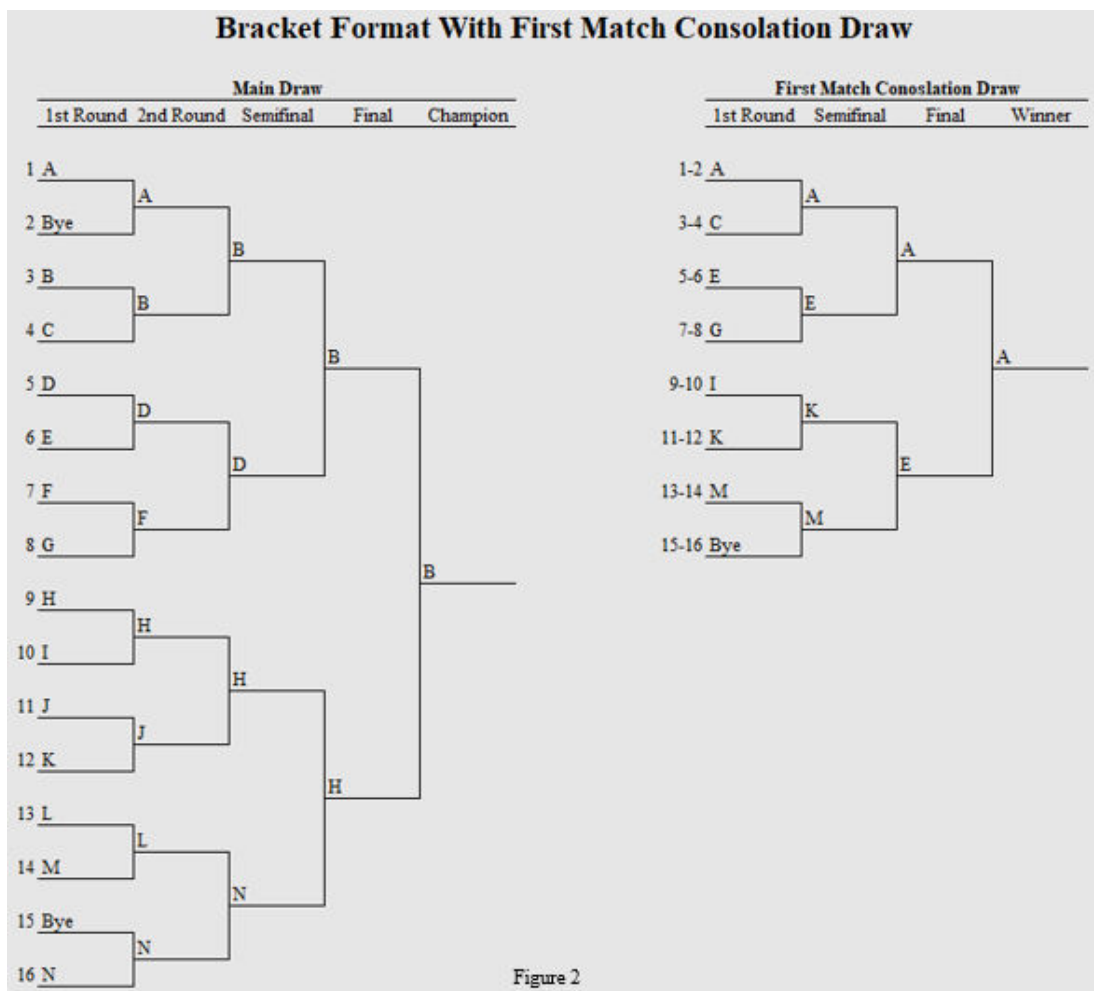 Bracket Format With First Match Consolation Draw
Main Draw
1st Round 2nd Round Semifinal Final Champion
1 A
A
2 Bye
B
3 B
B
4 C
B
5 D
D
6 E
D
7 F
F
8 G
B
9 H
H
10 I
H
11 J
J
12 K
H
13 L
L
14 M
N
15 Bye
N
16 N
First Match Conoslation Draw
1st Round Semifinal Final Winner
1-2 A
A
3-4 C
A
5-6 E
E
7-8 G
A
9-10 I
K
11-12 K
E
13-14 M
M
15-16 Bye
Figure 2